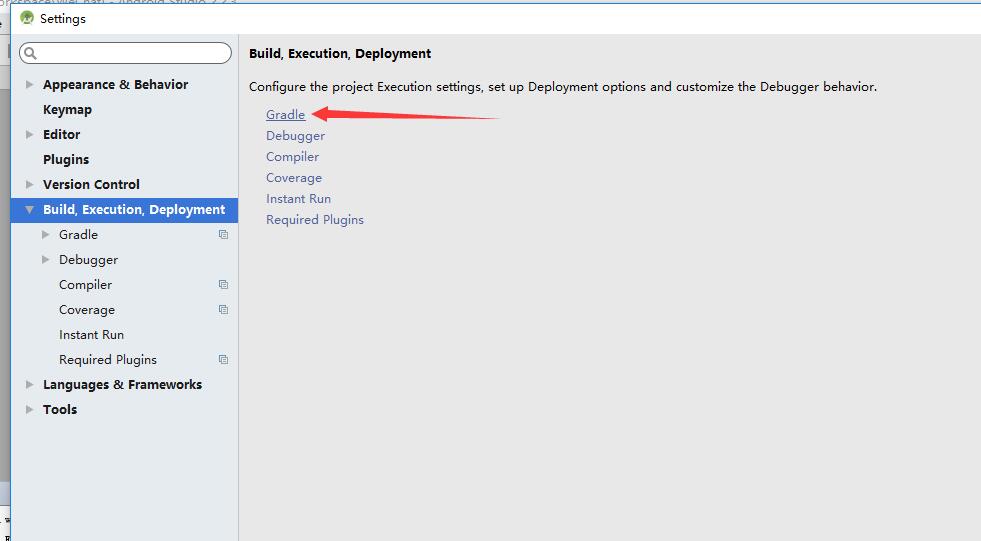 Settings
Appearance & Behavior
Keymap
Editor
Plugins
Version Control
Build, Execution, Deployment
Gradle
Debugger
Compiler
Coverage
Instant Run
Required Plugins
Languages & Frameworks
Tools
Build, Execution, Deployment
Configure the project Execution settings, set up Deployment options and customize the Debugger behavior.
Gradle
Debugger
Compiler
Coverage
Instant Run
Required Plugins